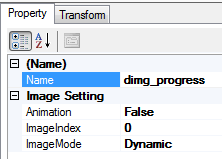 Property Transform
(Name)
Name dimg_progress
Image Setting
Animation False
ImageIndex 0
ImageMode Dynamic